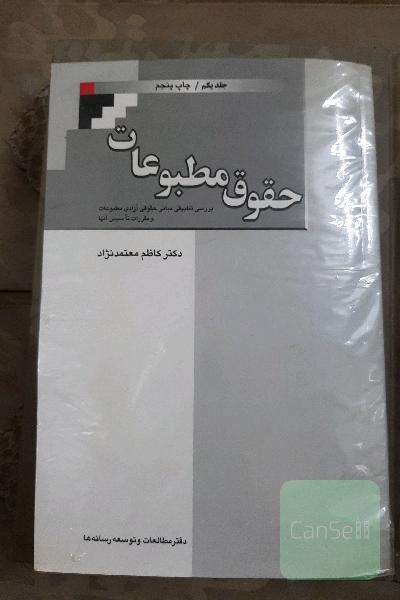 جلد یکم / چاپ پنجم
حقوق مطبوعات
بررسی تطبیقی مبانی حقوقی آزادی مطبوعات
و مقررات تأسیس آنها
دکتر کاظم معتمدنژاد
دفتر مطالعات و توسعه رسانه‌ها
CanSell